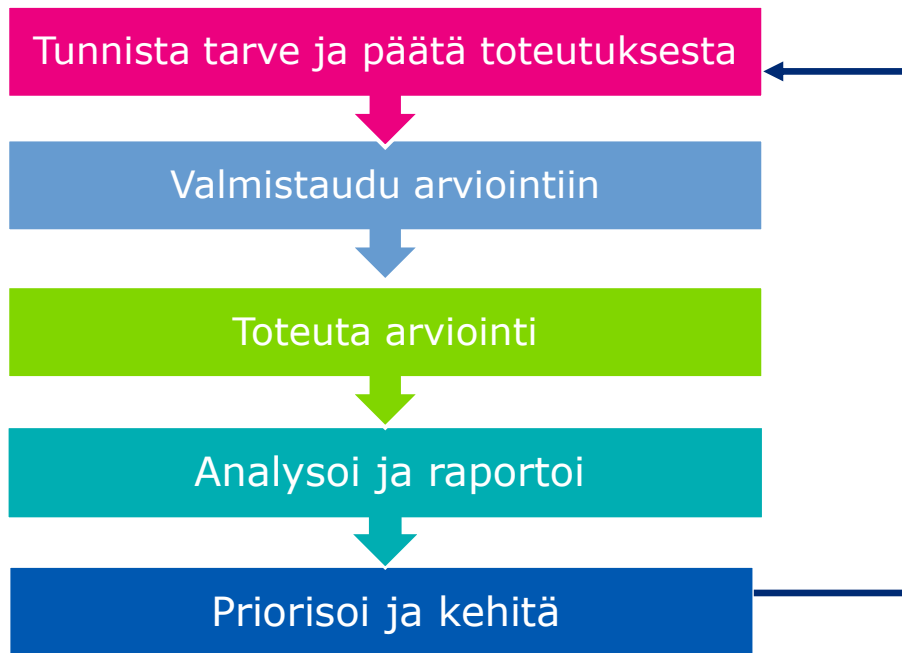 Tunnista tarve ja päätä toteutuksesta
Valmistaudu arviointiin
Toteuta arviointi
Analysoi ja raportoi
Priorisoi ja kehitä